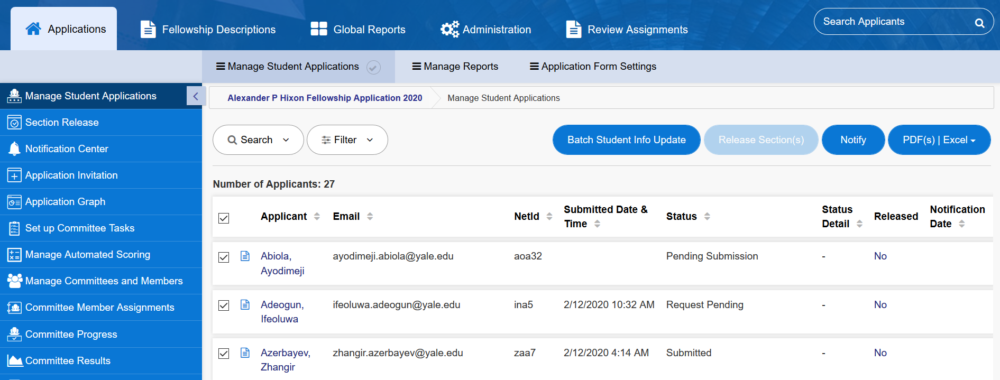 Applications
Fellowship Descriptions
Global Reports
Administration
Review Assignments
Search Applicants
Manage Student Applications
Manage Reports
Application Form Settings
Manage Student Applications
Section Release
Notification Center
Application Invitation
Application Graph
Set up Committee Tasks
Manage Automated Scoring
Manage Committees and Members
Committee Member Assignments
Committee Progress
Committee Results
Alexander P Hixon Fellowship Application 2020
Manage Student Applications
Search
Filter
Batch Student Info Update
Release Section(s)
Notify
PDF(s) | Excel
Number of Applicants: 27
Applicant
Email
NetId
Submitted Date &
Time
Status
Status
Detail
Released
Notification
Date
Abiola,
Ayodimeji
ayodimeji.abiola@yale.edu
aoa32
Pending Submission
-
No
Adeogun,
Ifeoluwa
ifeoluwa.adeogun@yale.edu
ina5
2/12/2020 10:32 AM
Request Pending
-
No
Azerbayev,
Zhangir
zhangir.azerbayev@yale.edu
zaa7
2/12/2020 4:14 AM
Submitted
-
No